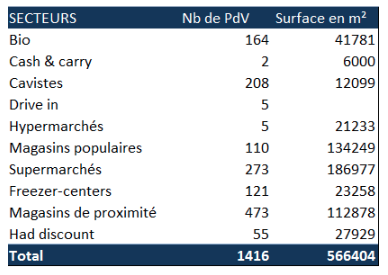 SECTEURS Nb de PdV Surface en m²
Bio 164 41781
Cash & carry 2 6000
Cavistes 208 12099
Drive in 5
Hypermarchés 5 21233
Magasins populaires 110 134249
Supermarchés 273 186977
Freezer-centers 121 23258
Magasins de proximité 473 112878
Had discount 55 27929
Total 1416 566404